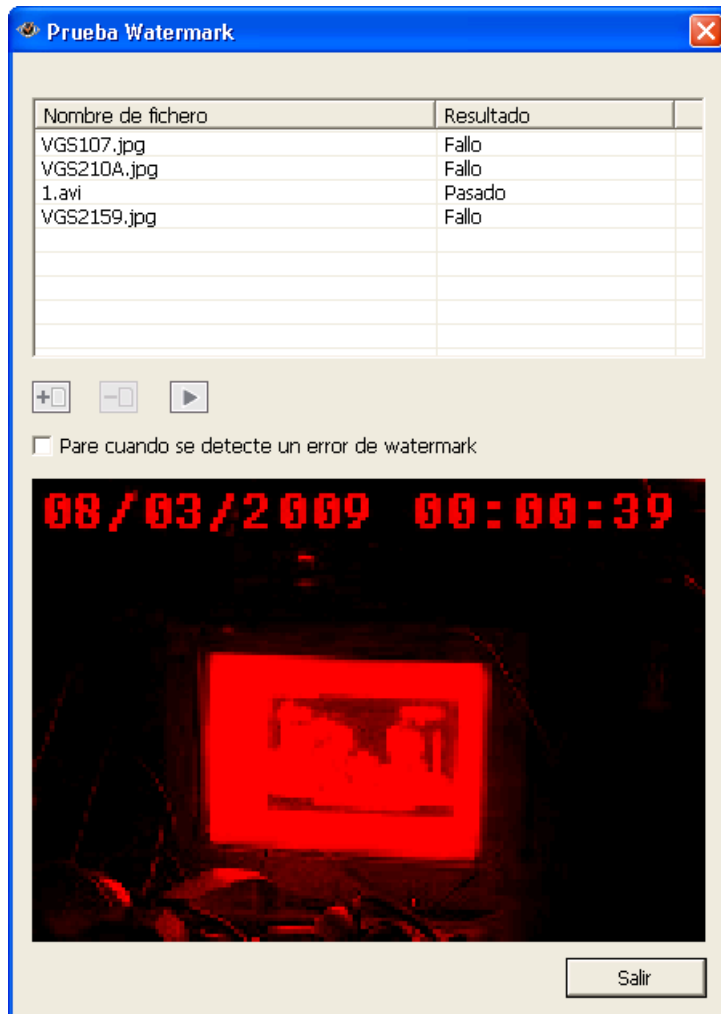 Prueba Watermark
Nombre de fichero Resultado
VGS107.jpg Fallo
VGS210A.jpg Fallo
1.avi Pasado
VGS2159.jpg Fallo
Pare cuando se detecte un error de watermark
08/03/2009 00:00:39
Salir